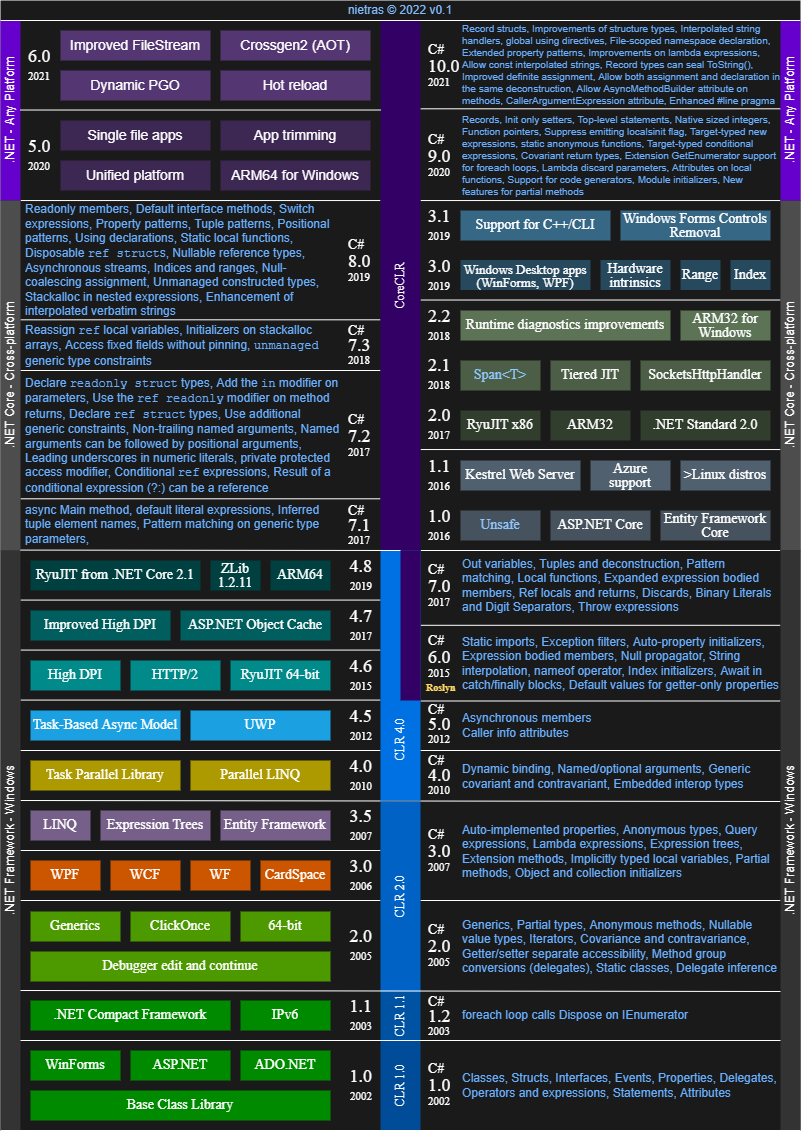 nietras © 2022 v0.1
.NET - Any Platform
6.0
2021
Improved FileStream
Crossgen2 (AOT)
Dynamic PGO
Hot reload
5.0
2020
Single file apps
App trimming
Unified platform
ARM64 for Windows
C#
10.0
2021
Record structs, Improvements of structure types, Interpolated string
handlers, global using directives, File-scoped namespace declaration,
Extended property patterns, Improvements on lambda expressions,
Allow const interpolated strings, Record types can seal ToString(),
Improved definite assignment, Allow both assignment and declaration in
the same deconstruction, Allow AsyncMethodBuilder attribute on
methods, CallerArgumentExpression attribute, Enhanced #line pragma
C#
9.0
2020
Records, Init only setters, Top-level statements, Native sized integers,
Function pointers, Suppress emitting localsinit flag, Target-typed new
expressions, static anonymous functions, Target-typed conditional
expressions, Covariant return types, Extension GetEnumerator support
for foreach loops, Lambda discard parameters, Attributes on local
functions, Support for code generators, Module initializers, New
features for partial methods
.NET - Any Platform
.NET Core - Cross-platform
Readonly members, Default interface methods, Switch
expressions, Property patterns, Tuple patterns, Positional
patterns, Using declarations, Static local functions,
Disposable ref structs, Nullable reference types,
Asynchronous streams, Indices and ranges, Null-
coalescing assignment, Unmanaged constructed types,
Stackalloc in nested expressions, Enhancement of
interpolated verbatim strings
C#
8.0
2019
Reassign ref local variables, Initializers on stackalloc
arrays, Access fixed fields without pinning, unmanaged
generic type constraints
C#
7.3
2018
Declare readonly struct types, Add the in modifier on
parameters, Use the ref readonly modifier on method
returns, Declare ref struct types, Use additional
generic constraints, Non-trailing named arguments, Named
arguments can be followed by positional arguments,
Leading underscores in numeric literals, private protected
access modifier, Conditional ref expressions, Result of a
conditional expression (?:) can be a reference
C#
7.2
2017
async Main method, default literal expressions, Inferred
tuple element names, Pattern matching on generic type
parameters,
C#
7.1
2017
CoreCLR
3.1
2019
Support for C++/CLI
Windows Forms Controls
Removal
3.0
2019
Windows Desktop apps
(WinForms, WPF)
Hardware
intrinsics
Range
Index
2.2
2018
Runtime diagnostics improvements
ARM32 for
Windows
2.1
2018
Span<T>
Tiered JIT
SocketsHttpHandler
2.0
2017
RyuJIT x86
ARM32
.NET Standard 2.0
1.1
2016
Kestrel Web Server
Azure
support
>Linux distros
1.0
2016
Unsafe
ASP.NET Core
Entity Framework
Core
.NET Core - Cross-platform
.NET Framework - Windows
RyuJIT from .NET Core 2.1
ZLib
1.2.11
ARM64
4.8
2019
Improved High DPI
ASP.NET Object Cache
4.7
2017
High DPI
HTTP/2
RyuJIT 64-bit
4.6
2015
Task-Based Async Model
UWP
4.5
2012
Task Parallel Library
Parallel LINQ
4.0
2010
CLR 4.0
C#
7.0
2017
Out variables, Tuples and deconstruction, Pattern
matching, Local functions, Expanded expression bodied
members, Ref locals and returns, Discards, Binary Literals
and Digit Separators, Throw expressions
C#
6.0
2015
Roslyn
Static imports, Exception filters, Auto-property initializers,
Expression bodied members, Null propagator, String
interpolation, nameof operator, Index initializers, Await in
catch/finally blocks, Default values for getter-only properties
C#
5.0
2012
Asynchronous members
Caller info attributes
C#
4.0
2010
Dynamic binding, Named/optional arguments, Generic
covariant and contravariant, Embedded interop types
LINQ
Expression Trees
Entity Framework
3.5
2007
WPF
WCF
WF
CardSpace
3.0
2006
Generics
ClickOnce
64-bit
Debugger edit and continue
2.0
2005
CLR 2.0
C#
3.0
2007
Auto-implemented properties, Anonymous types, Query
expressions, Lambda expressions, Expression trees,
Extension methods, Implicitly typed local variables, Partial
methods, Object and collection initializers
C#
2.0
2005
Generics, Partial types, Anonymous methods, Nullable
value types, Iterators, Covariance and contravariance,
Getter/setter separate accessibility, Method group
conversions (delegates), Static classes, Delegate inference
.NET Compact Framework
IPv6
1.1
2003
CLR 1.1
C#
1.2
2003
foreach loop calls Dispose on IEnumerator
WinForms
ASP.NET
ADO.NET
Base Class Library
1.0
2002
CLR 1.0
C#
1.0
2002
Classes, Structs, Interfaces, Events, Properties, Delegates,
Operators and expressions, Statements, Attributes
.NET Framework - Windows